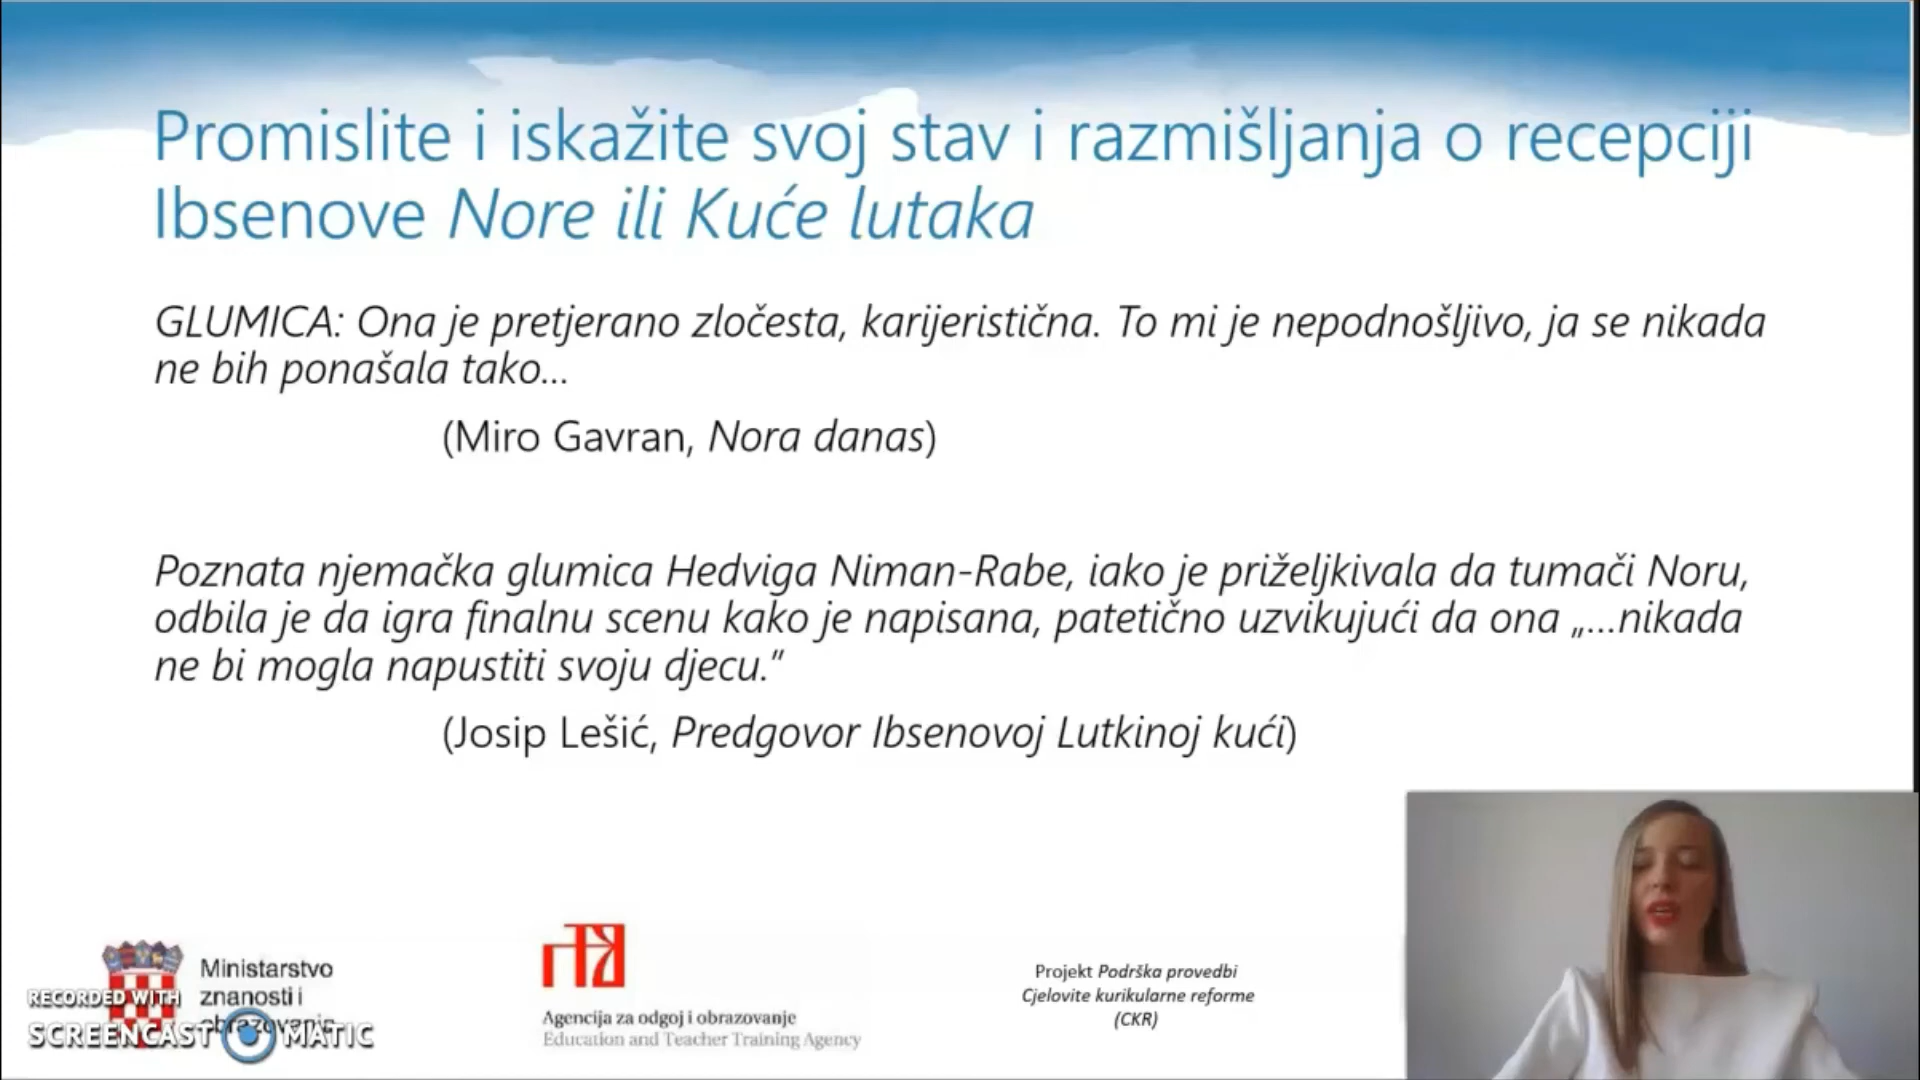 Promislite i iskažite svoj stav i razmišljanja o recepciji
Ibsenove Nore ili Kuće lutaka
GLUMICA: Ona je pretjerano zločesta, karijeristična. To mi je nepodnošljivo, ja se nikada
ne bih ponašala tako...
(Miro Gavran, Nora danas)
Poznata njemačka glumica Hedviga Niman-Rabe, iako je priželjkivala da tumači Noru,
odbila je da igra finalnu scenu kako je napisana, patetično uzvikujući da ona „...nikada
ne bi mogla napustiti svoju djecu.”
(Josip Lešić, Predgovor Ibsenovoj Lutkinoj kući)
Ministarstvo
znanosti i
obrazovanja
RECORDED WITH
SCREENCAST MATIC
Agencija za odgoj i obrazovanje
Education and Teacher Training Agency
Projekt Podrška provedbi
Cjelovite kurikularne reforme
(CKR)